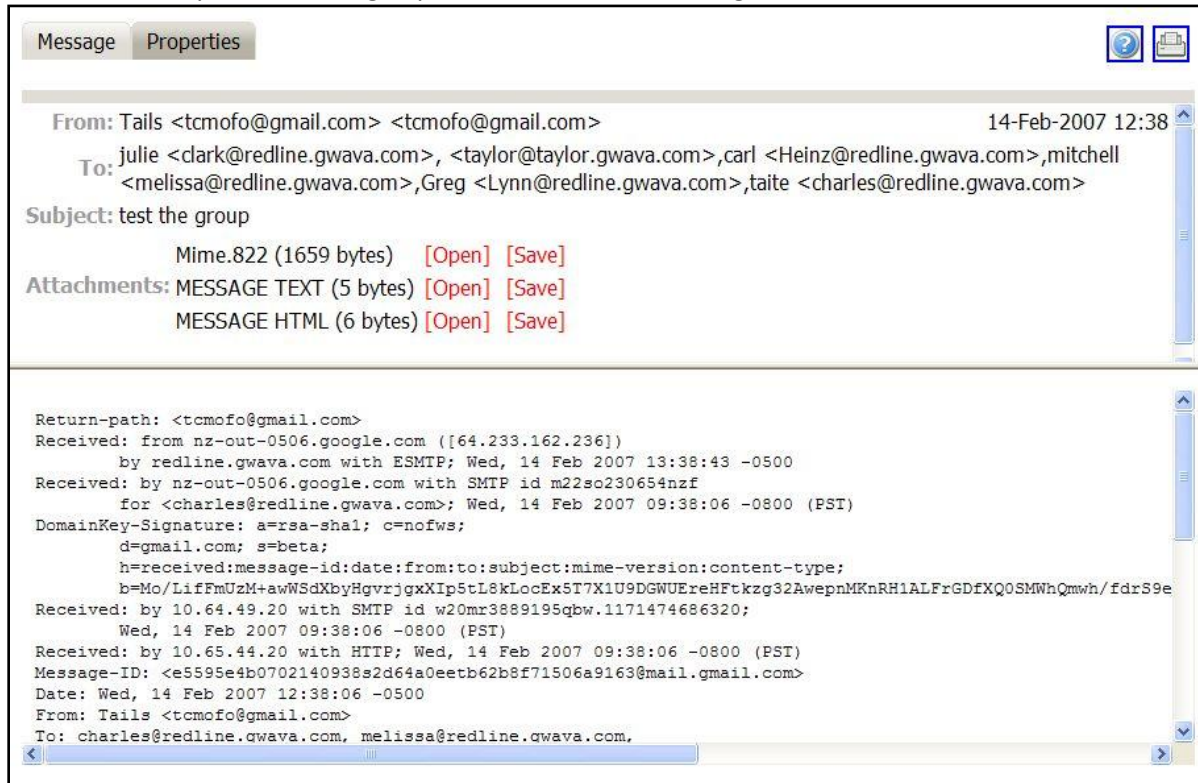 Message Properties
From: Tails <tcmofo@gmail.com> <tcmofo@gmail.com> 14-Feb-2007 12:38
To: julie <clark@redline.gwava.com>, <taylor@taylor.gwava.com>,carl <Heinz@redline.gwava.com>,mitchell
<melissa@redline.gwava.com>,Greg <Lynn@redline.gwava.com>,taite <charles@redline.gwava.com>
Subject: test the group
Mime.822 (1659 bytes) [Open] [Save]
Attachments: MESSAGE TEXT (5 bytes) [Open] [Save]
MESSAGE HTML (6 bytes) [Open] [Save]
Return-path: <tcmofo@gmail.com>
Received: from nz-out-0506.google.com ([64.233.162.236])
by redline.gwava.com with ESMTP; Wed, 14 Feb 2007 13:38:43 -0500
Received: by nz-out-0506.google.com with SMTP id m22so230654nzf
for <charles@redline.gwava.com>; Wed, 14 Feb 2007 09:38:06 -0800 (PST)
DomainKey-Signature: a=rsa-sha1; c=nofws;
d=gmail.com; s=beta;
h=received:message-id:date:from:to:subject:mime-version:content-type;
b=Mo/LifFmUzM+awWSdXbyHgvrjgxXIp5tL8kLocEx5T7X1U9DGWUEreHFtkzg32AwepnMKnRH1ALFrGDfXQ0SMWhQmwh/fdrS9e
Received: by 10.64.49.20 with SMTP id w20mr3889195qbw.1171474686320;
Wed, 14 Feb 2007 09:38:06 -0800 (PST)
Received: by 10.65.44.20 with HTTP; Wed, 14 Feb 2007 09:38:06 -0800 (PST)
Message-ID: <e5595e4b0702140938s2d64a0eetb62b8f71506a9163@mail.gmail.com>
Date: Wed, 14 Feb 2007 12:38:06 -0500
From: Tails <tcmofo@gmail.com>
To: charles@redline.gwava.com, melissa@redline.gwava.com,